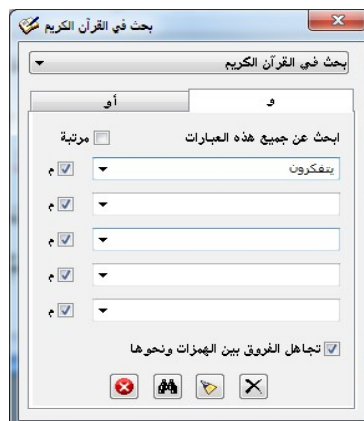 بحث في القرآن الكريم
بحث في القرآن الكريم
و
أو
ابحث عن جميع هذه العبارات
مرتبة
يتفكرون
م
م
م
م
م
تجاهل الفروق بين الهمزات ونحوها